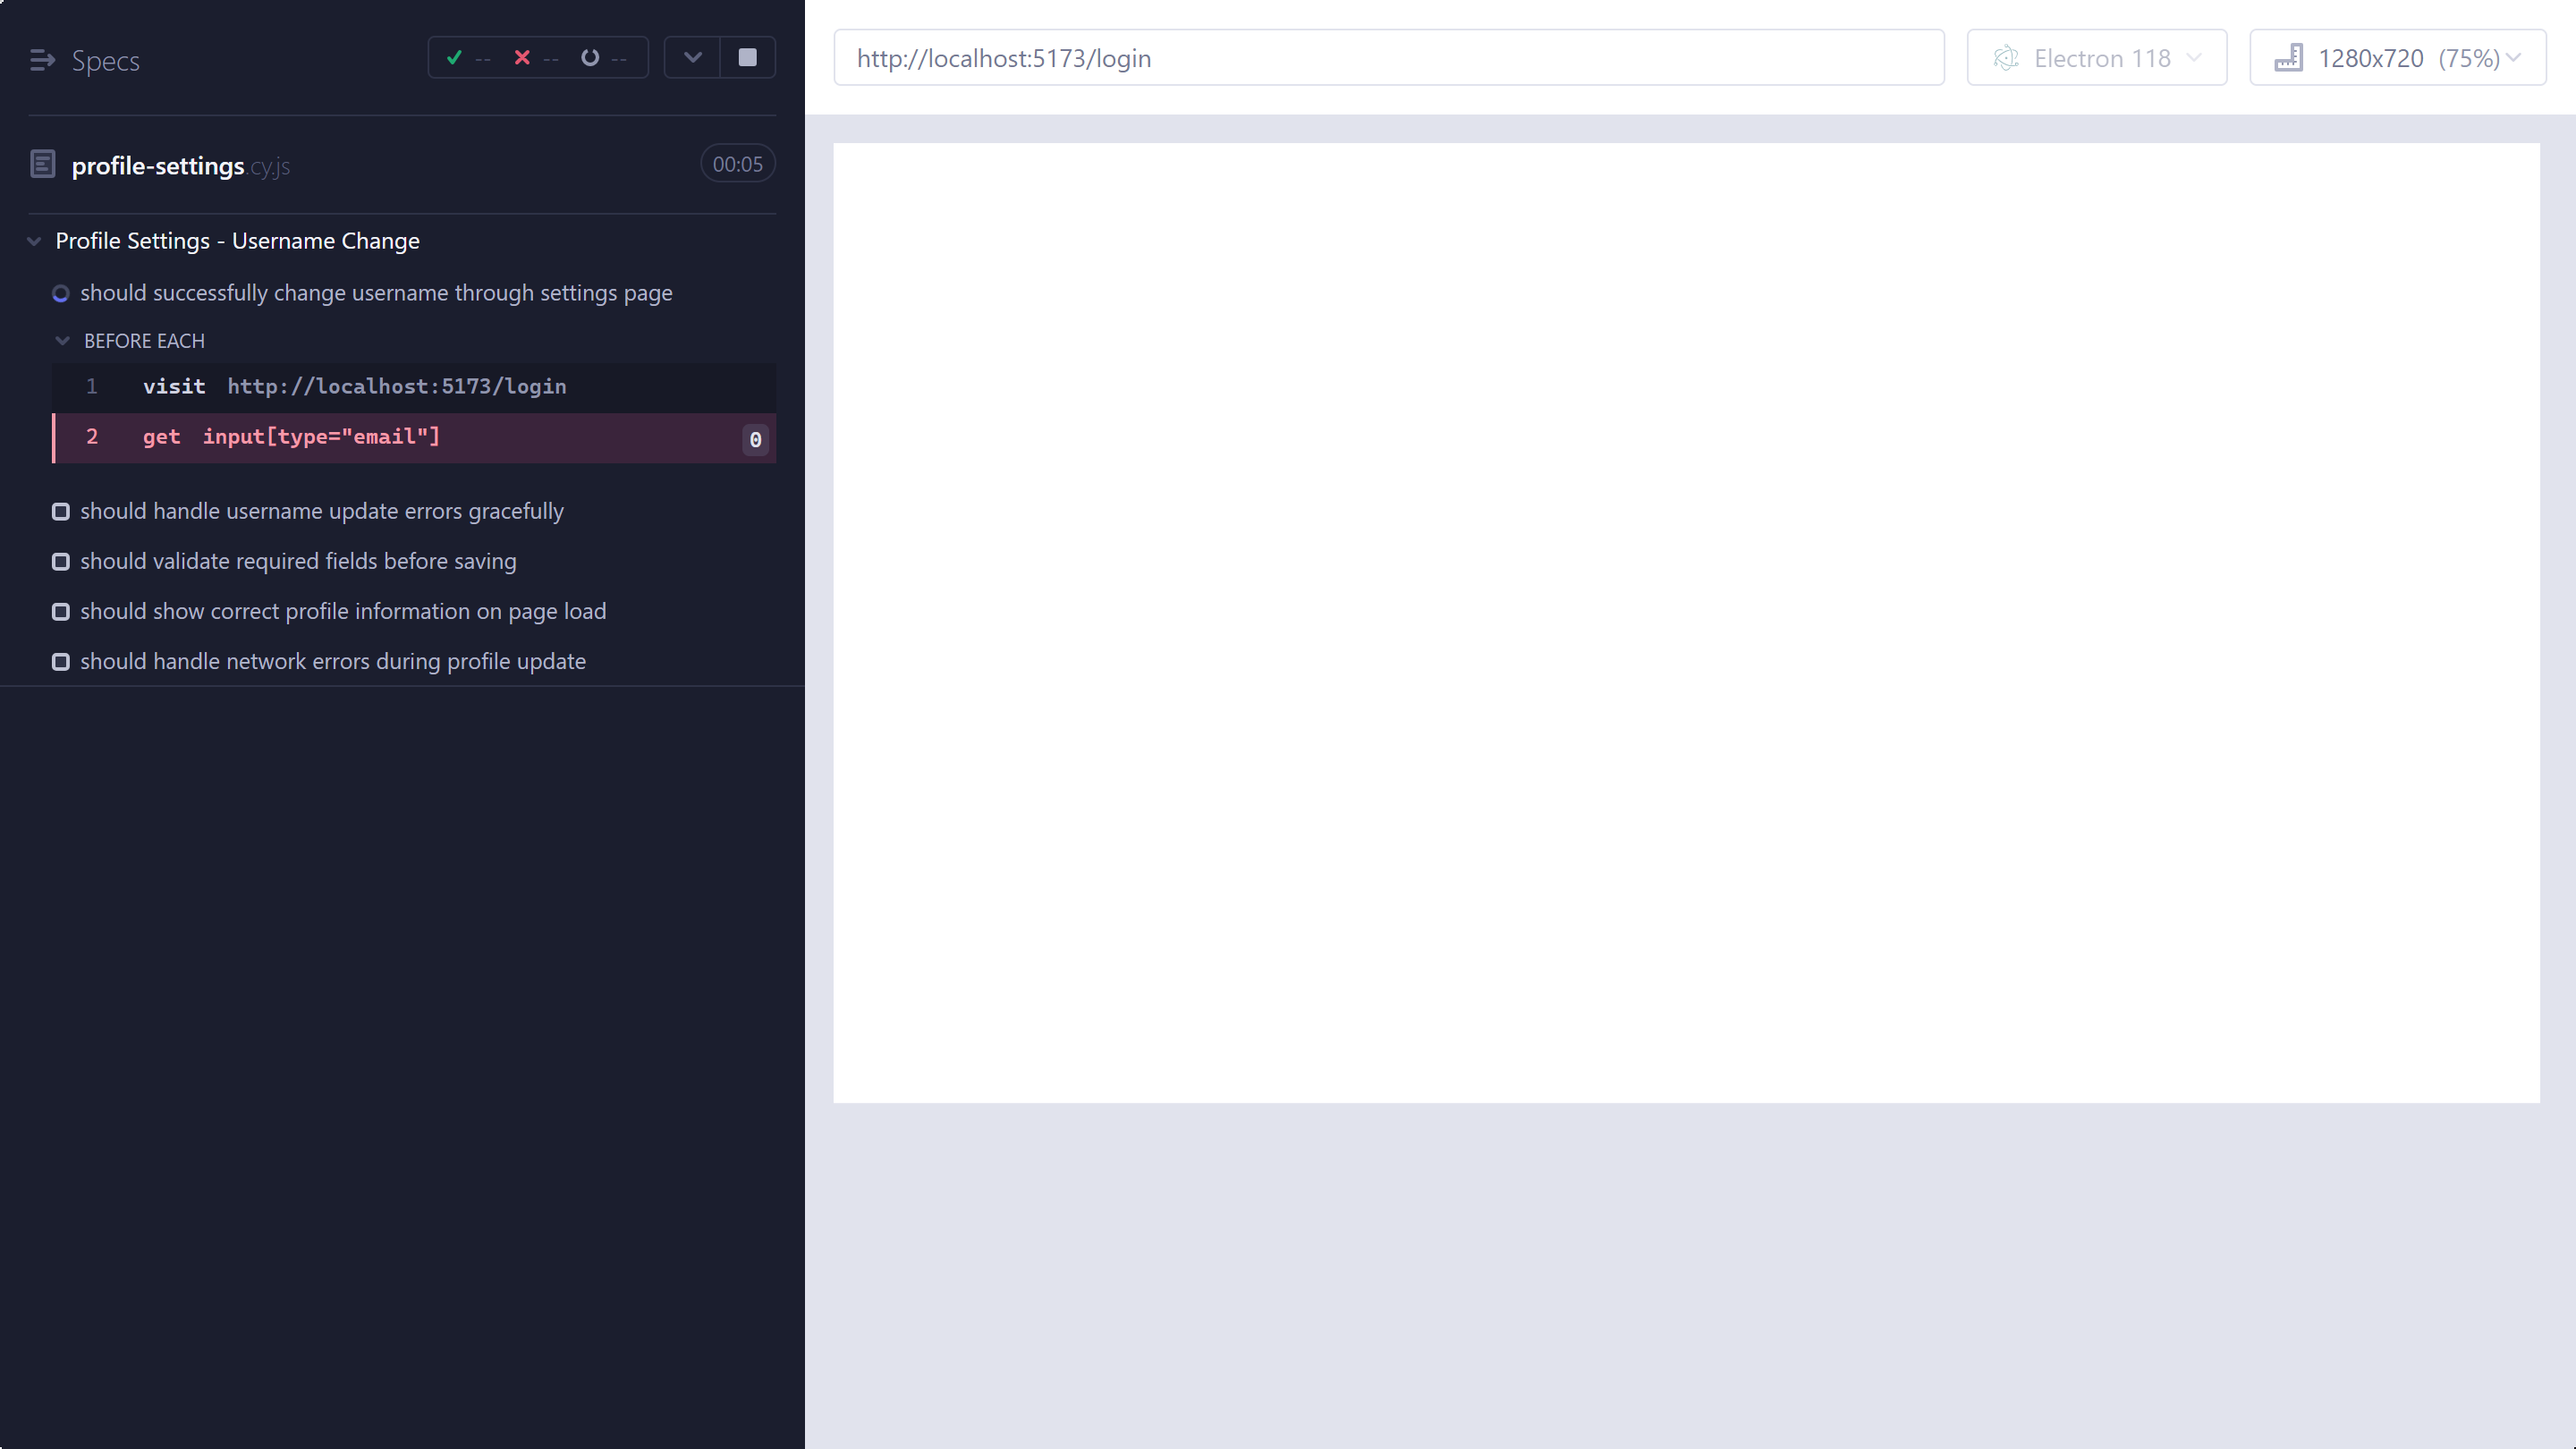 Specs
-- -- --
profile-settings.cy.js 00:05
Profile Settings - Username Change
should successfully change username through settings page
BEFORE EACH
1 visit http://localhost:5173/login
2 get input[type="email"] 0
should handle username update errors gracefully
should validate required fields before saving
should show correct profile information on page load
should handle network errors during profile update
http://localhost:5173/login
Electron 118
1280x720 (75%)